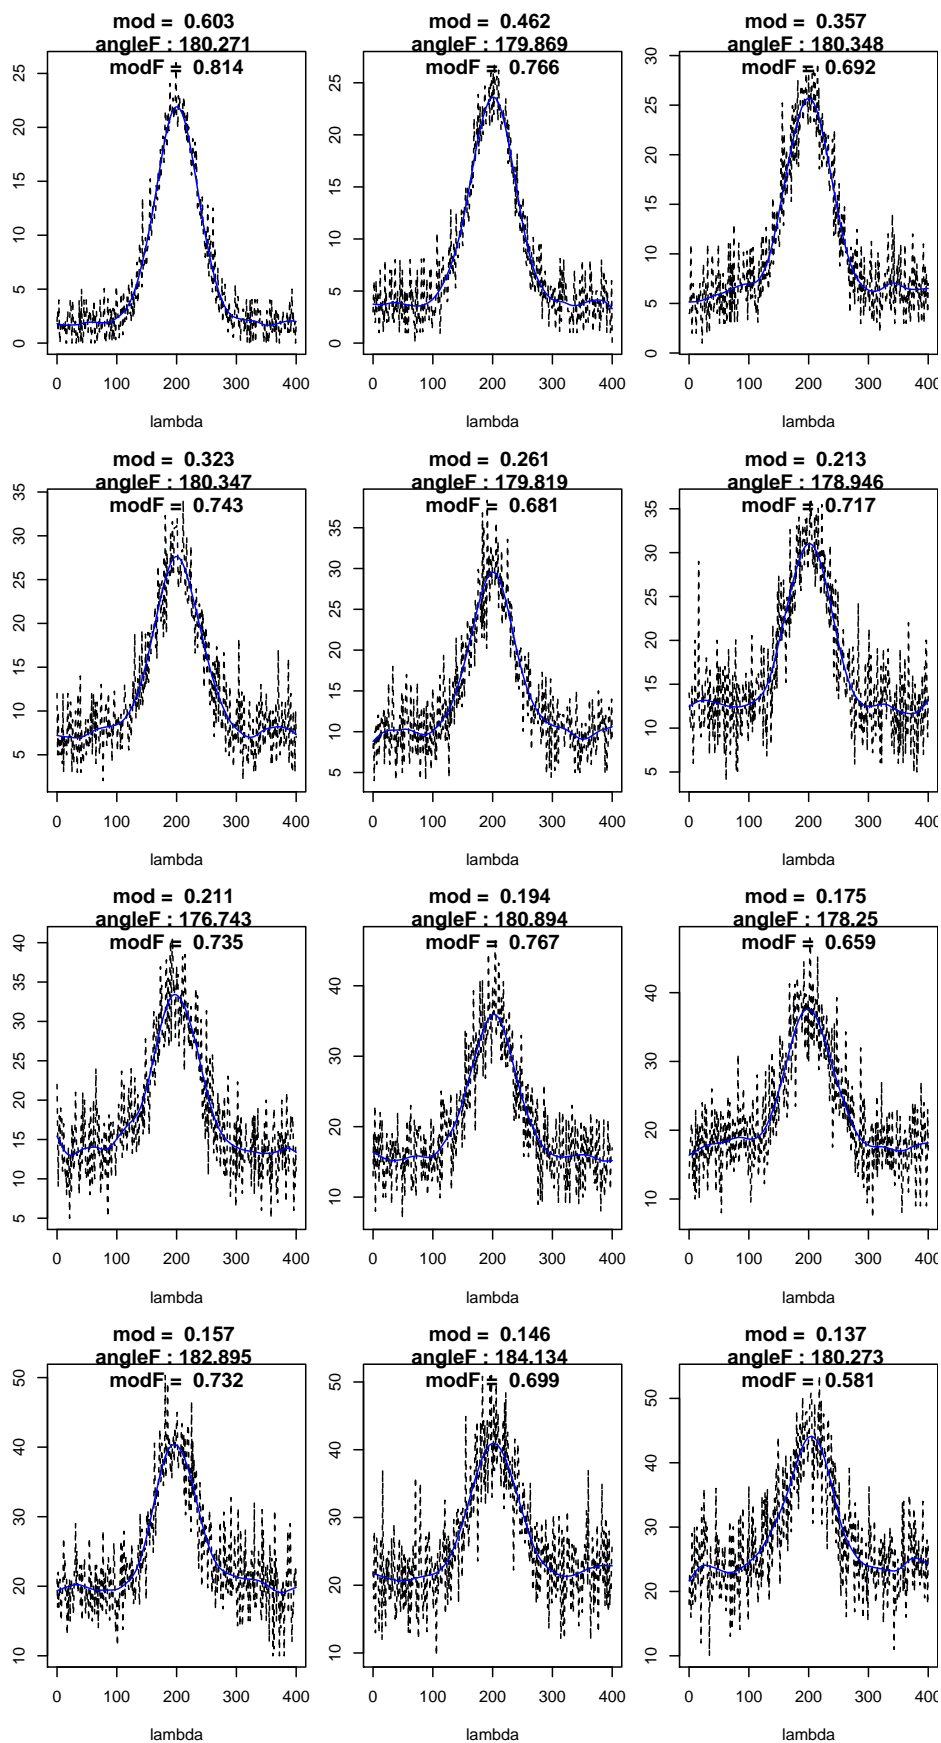 mod = 0.603
angleF : 180.271
modF = 0.814
0 5 10 15 20 25
0 100 200 300 400
lambda
mod = 0.462
angleF : 179.869
modF = 0.766
0 5 10 15 20 25
0 100 200 300 400
lambda
mod = 0.357
angleF : 180.348
modF = 0.692
0 5 10 15 20 25 30
0 100 200 300 400
lambda
mod = 0.323
angleF : 180.347
modF = 0.743
5 10 15 20 25 30 35
0 100 200 300 400
lambda
mod = 0.261
angleF : 179.819
modF = 0.681
5 10 15 20 25 30 35
0 100 200 300 400
lambda
mod = 0.213
angleF : 178.946
modF = 0.717
5 10 15 20 25 30 35
0 100 200 300 400
lambda
mod = 0.211
angleF : 176.743
modF = 0.735
5 10 15 20 25 30 35 40
0 100 200 300 400
lambda
mod = 0.194
angleF : 180.894
modF = 0.767
10 20 30 40
0 100 200 300 400
lambda
mod = 0.175
angleF : 178.25
modF = 0.659
10 20 30 40
0 100 200 300 400
lambda
mod = 0.157
angleF : 182.895
modF = 0.732
10 20 30 40 50
0 100 200 300 400
lambda
mod = 0.146
angleF : 184.134
modF = 0.699
10 20 30 40 50
0 100 200 300 400
lambda
mod = 0.137
angleF : 180.273
modF = 0.581
10 20 30 40 50
0 100 200 300 400
lambda